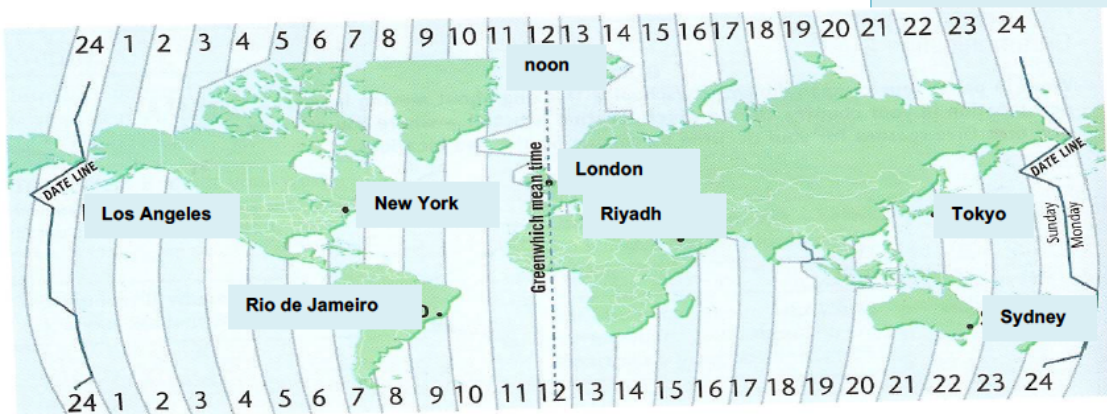 24 1 2 3 4 5 6 7 8 9 10 11 12 13 14 15 16 17 18 19 20 21 22 23 24
noon
Greenwhich mean time
DATE LINE
DATE LINE
London
Los Angeles
New York
Riyadh
Tokyo
Sunday
Monday
Rio de Jameiro
Sydney
24 1 2 3 4 5 6 7 8 9 10 11 12 13 14 15 16 17 18 19 20 21 22 23 24